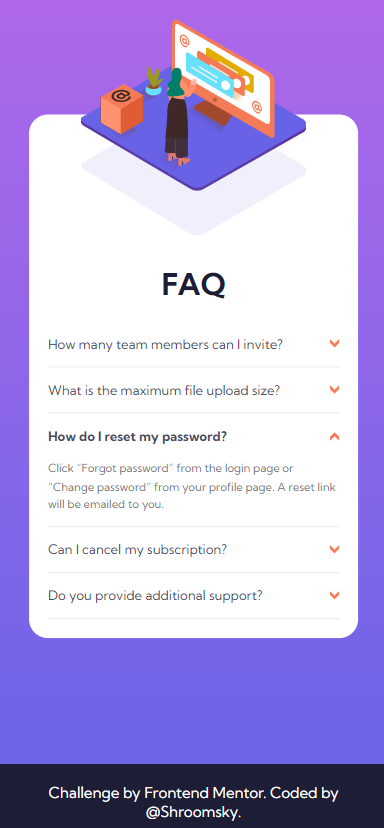 @
@
@
FAQ
How many team members can I invite?
What is the maximum file upload size?
How do I reset my password?
Click “Forgot password” from the login page or
“Change password” from your profile page. A reset link
will be emailed to you.
Can I cancel my subscription?
Do you provide additional support?
Challenge by Frontend Mentor. Coded by
@Shroomsky.